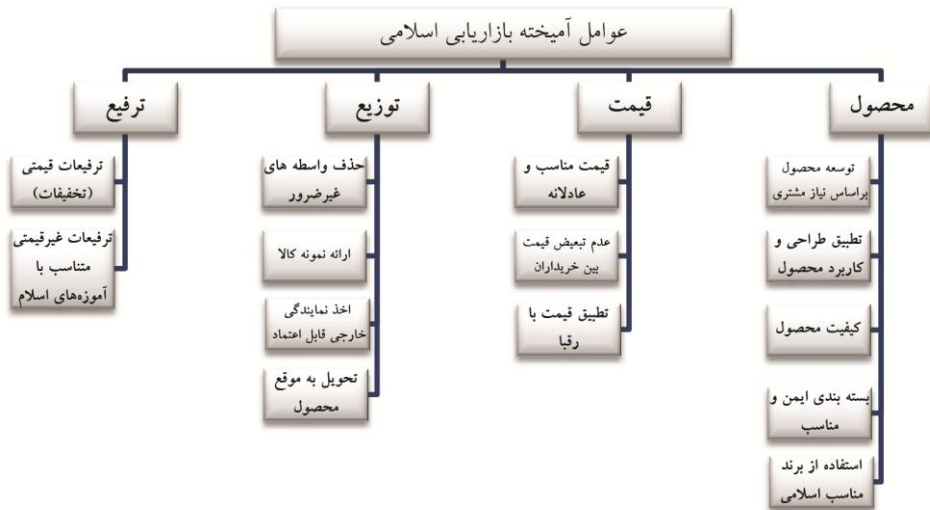 عوامل آمیخته بازاریابی اسلامی
محصول
توسعه محصول
براساس نیاز مشتری
تطبیق طراحی و
کاربرد محصول
کیفیت محصول
بسته بندی ایمن و
مناسب
استفاده از برند
مناسب اسلامی
قیمت
قیمت مناسب و
عادلانه
عدم تبعیض قیمت
بین خریداران
تطبیق قیمت با
رقبا
توزیع
حذف واسطه های
غیرضرور
ارائه نمونه کالا
اخذ نمایندگی
خارجی قابل اعتماد
تحویل به موقع
محصول
ترفیع
ترفیعات قیمتی
(تخفیفات)
ترفیعات غیرقیمتی
متناسب با
آموزه‌های اسلام